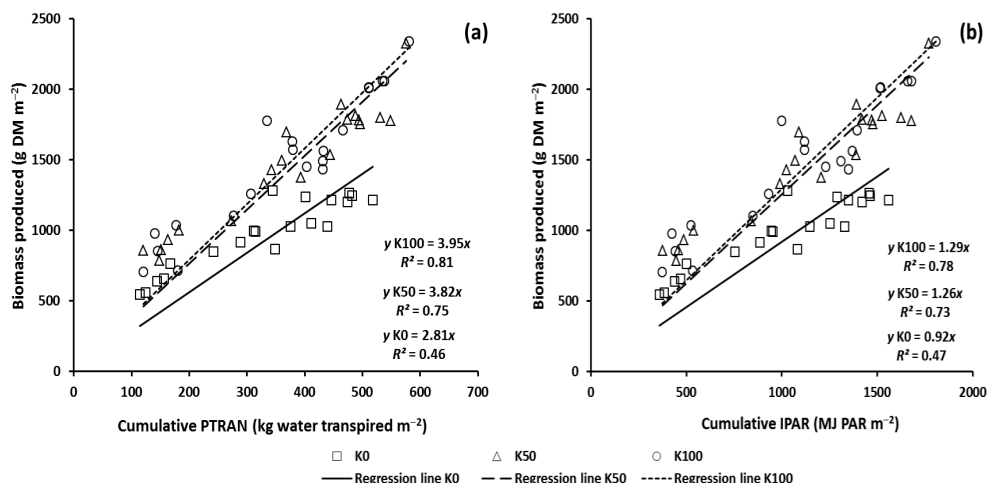 2500
2000
1500
1000
500
0
Biomass produced (g DM m⁻²)
(a)
y K100 = 3.95x
R² = 0.81
y K50 = 3.82x
R² = 0.75
y K0 = 2.81x
R² = 0.46
0 100 200 300 400 500 600 700
Cumulative PTRAN (kg water transpired m⁻²)
2500
2000
1500
1000
500
0
Biomass produced (g DM m⁻²)
(b)
y K100 = 1.29x
R² = 0.78
y K50 = 1.26x
R² = 0.73
y K0 = 0.92x
R² = 0.47
0 500 1000 1500 2000
Cumulative IPAR (MJ PAR m⁻²)
K0 K50 K100
Regression line K0 Regression line K50 Regression line K100